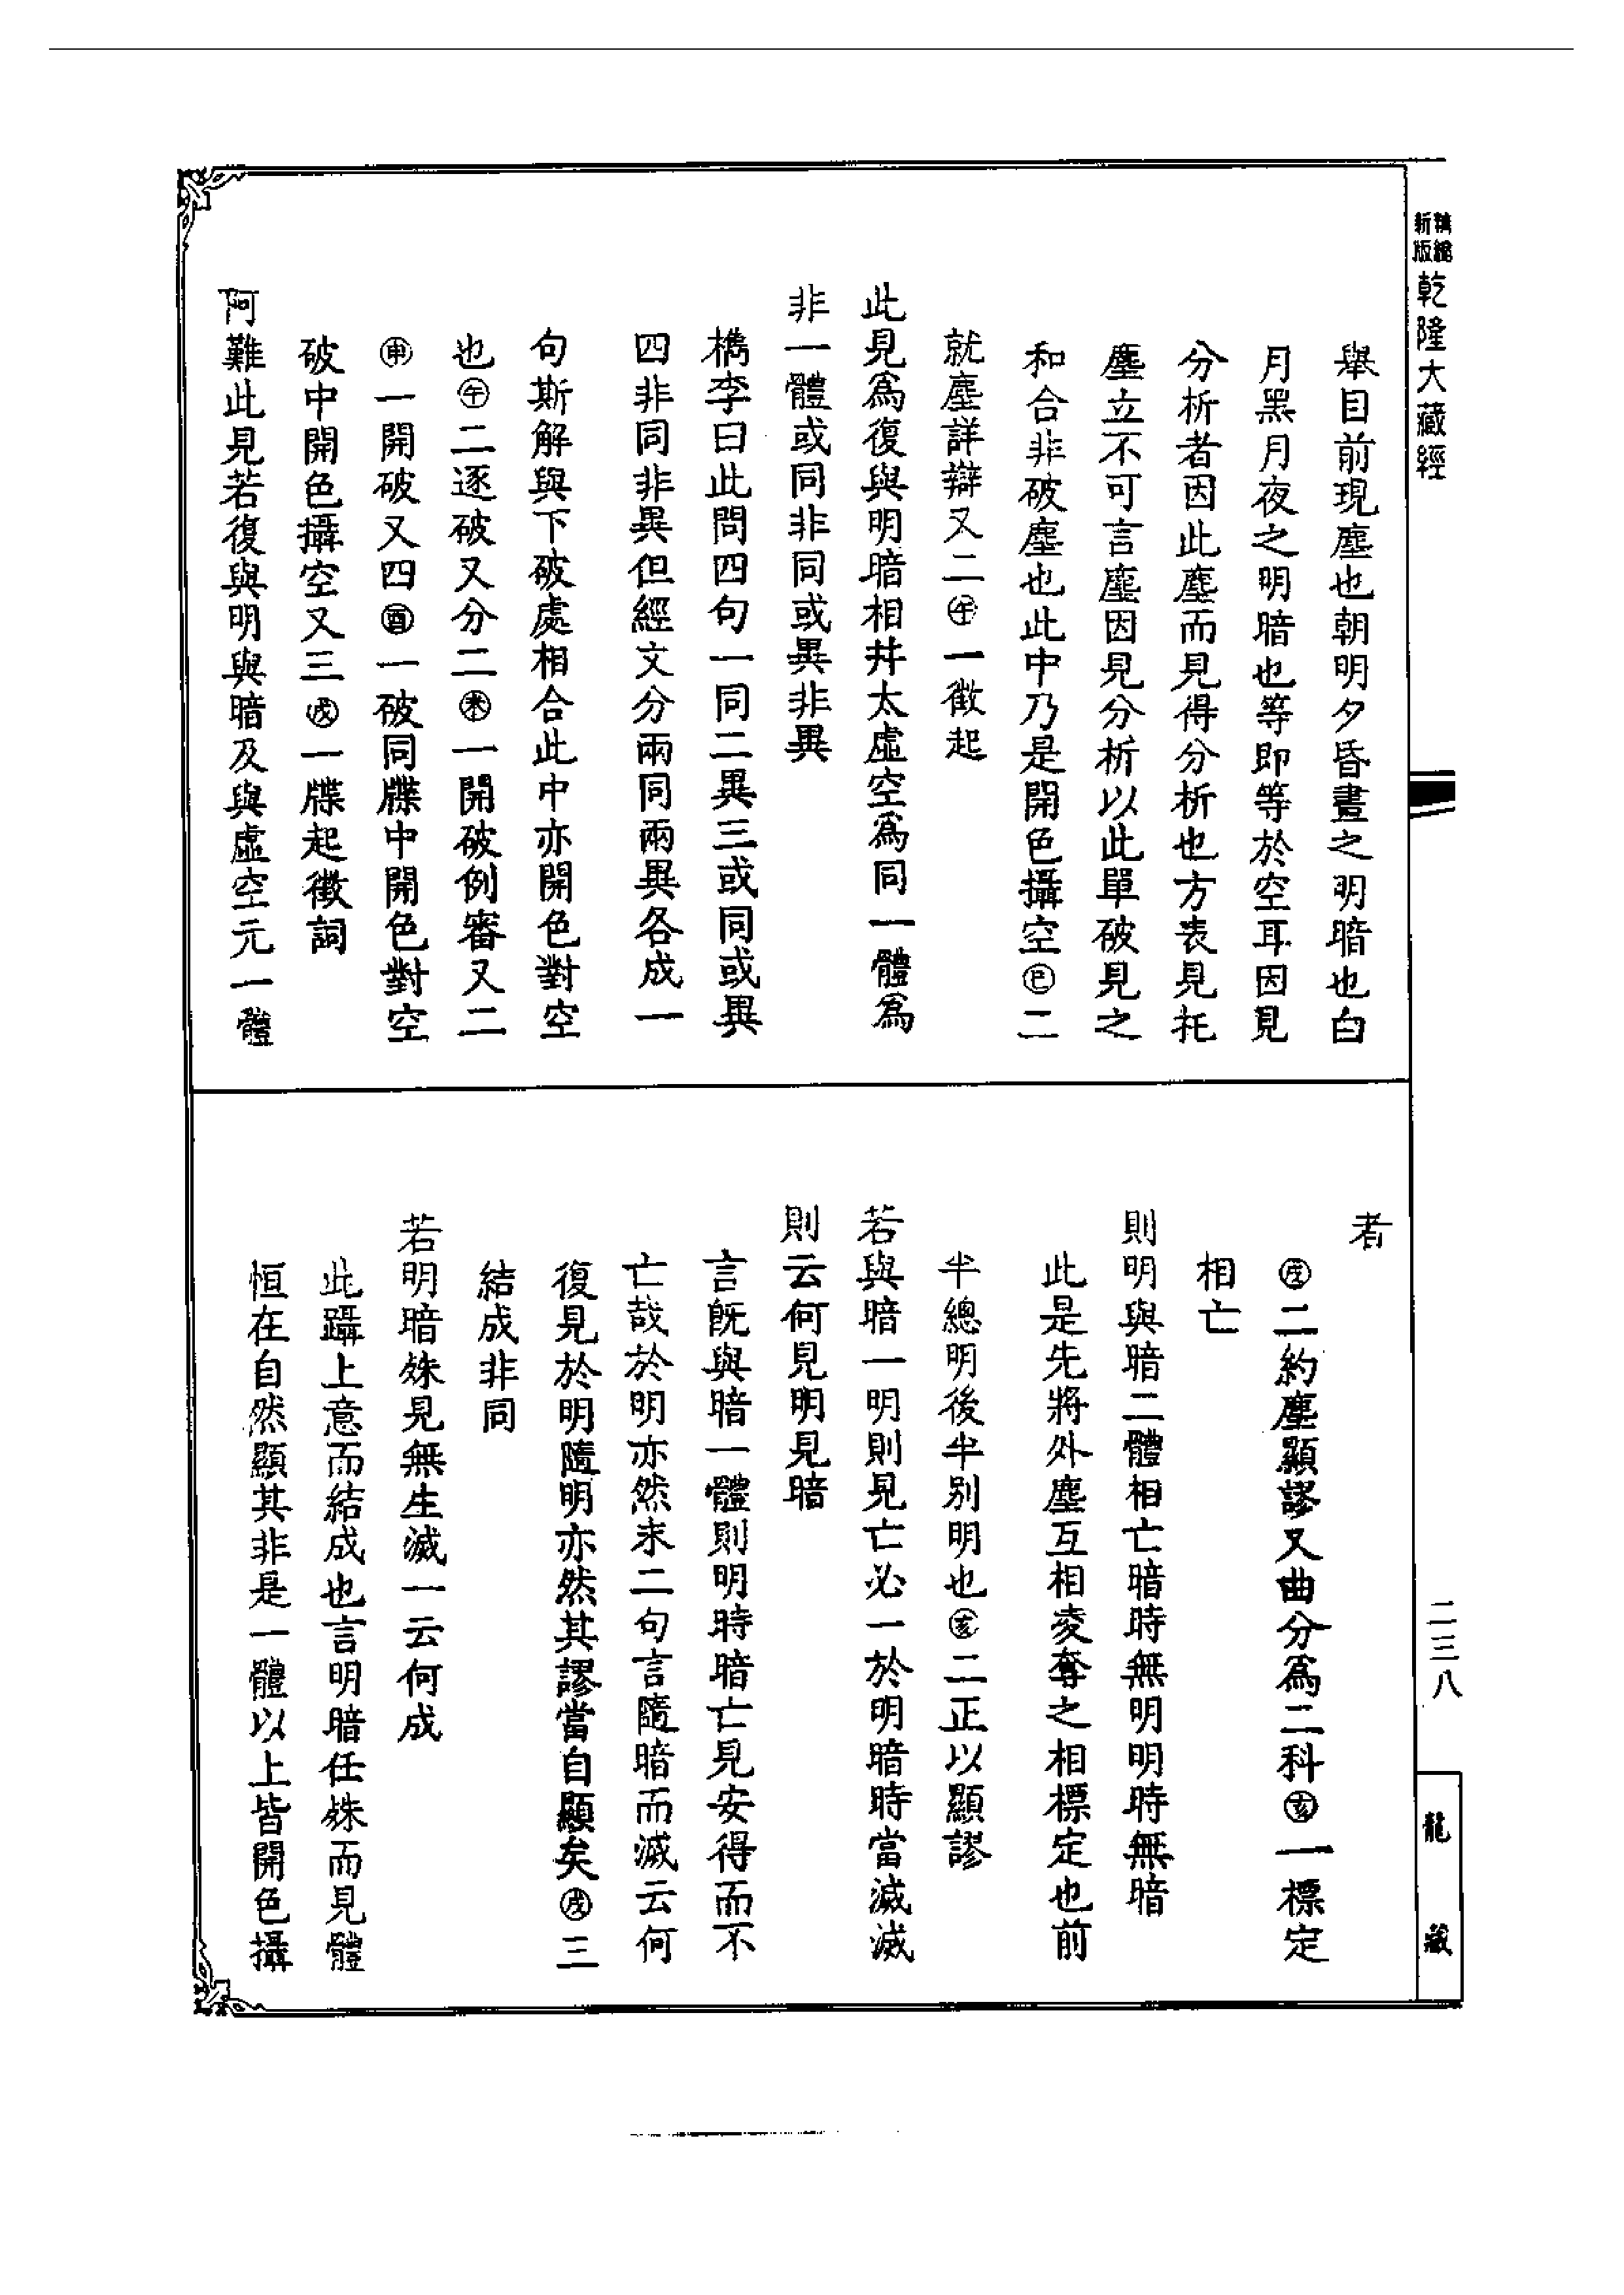 精縮
新版
乾隆大藏經
舉目前現塵也朝明夕昏晝之明暗也白
月黑月夜之明暗也等即等於空耳因見
分析者因此塵而見得分析也方表見托
塵立不可言塵因見分析以此單破見之
和合非破塵也此中乃是開色攝空㊁二
就塵詳辯又二㊍一徵起
此見為復與明暗相并太虛空為同一體為
非一體或同非同或異非異
檇李曰此問四句一同二異三或同或異
四非同非異但經文分兩同兩異各成一
句斯解與下破處相合此中亦開色對空
也午二逐破又分二未一開破例審又二
申一開破又四酉一破同牒中開色對空
破中開色攝空又三戌一牒起徵詞
阿難此見若復與明與暗及與虛空元一體
者
戌二約塵顯謬又曲分為二科亥一標定
相亡
則明與暗二體相亡暗時無明明時無暗
此是先將外塵互相凌奪之相標定也前
半總明後半別明也亥二正以顯謬
若與暗一明則見亡必一於明暗時當滅滅
則云何見明見暗
言既與暗一體則明時暗亡見安得而不
亡哉於明亦然末二句言隨暗而滅云何
復見於明隨明亦然其謬當自顯矣戌三
結成非同
若明暗殊見無生滅一云何成
此躡上意而結成也言明暗任殊而見體
恒在自然顯其非是一體以上皆開色攝
二三八
龍藏